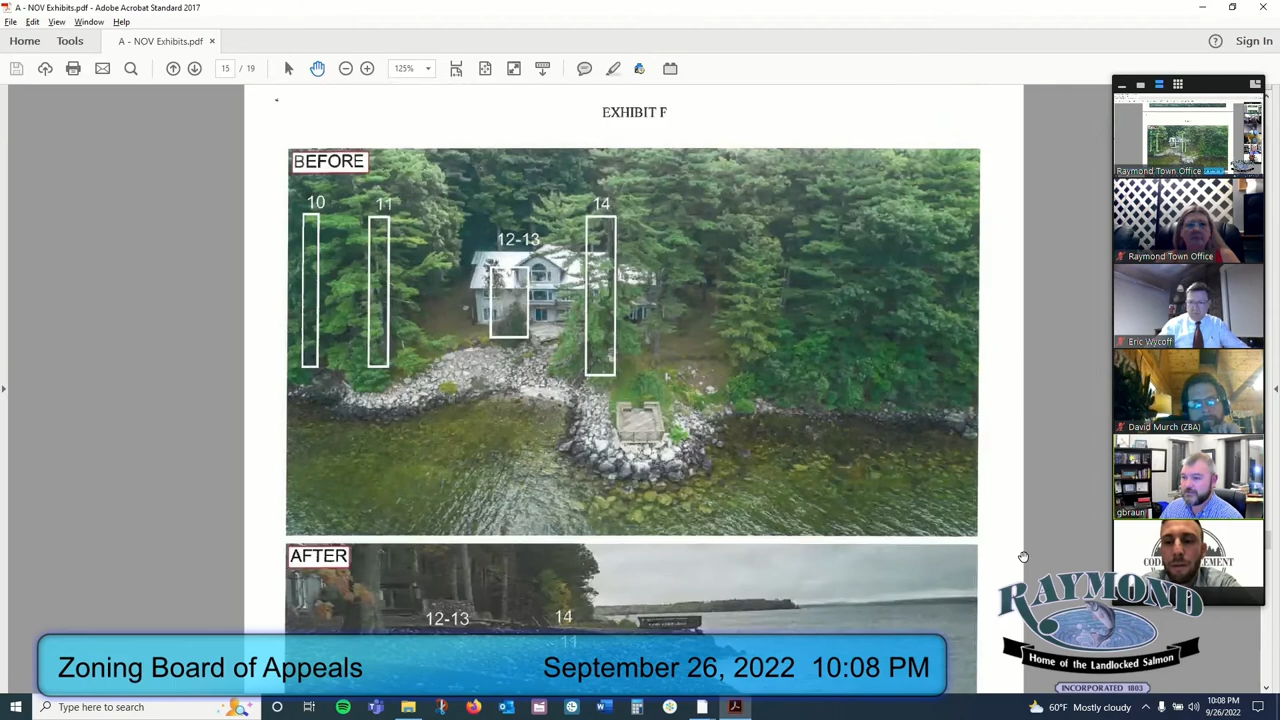 A - NOV Exhibits.pdf - Adobe Acrobat Standard 2017
File Edit View Window Help
Home Tools A - NOV Exhibits.pdf × Sign In
15 / 19 125%
EXHIBIT F
BEFORE
10 11 12-13 14
AFTER
12-13 14
11
Raymond Town Office
Raymond Town Office
Eric Wycoff
David Murch (ZBA)
gbraun
RAYMOND
Home of the Landlocked Salmon
INCORPORATED 1803
Zoning Board of Appeals September 26, 2022 10:08 PM
Type here to search
60°F Mostly cloudy
10:08 PM
9/26/2022